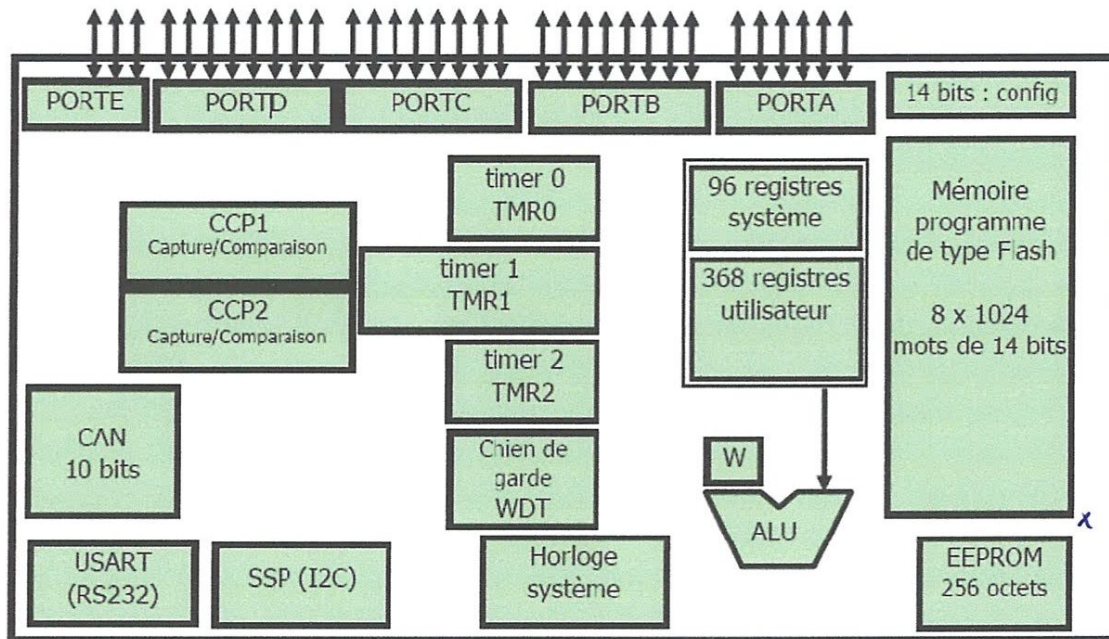 PORTE
PORTD
PORTC
PORTB
PORTA
14 bits : config
timer 0
TMR0
96 registres
système
Mémoire
programme
de type Flash
8 x 1024
mots de 14 bits
CCP1
Capture/Comparaison
timer 1
TMR1
368 registres
utilisateur
CCP2
Capture/Comparaison
timer 2
TMR2
CAN
10 bits
Chien de
garde
WDT
W
ALU
x
USART
(RS232)
SSP (I2C)
Horloge
système
EEPROM
256 octets